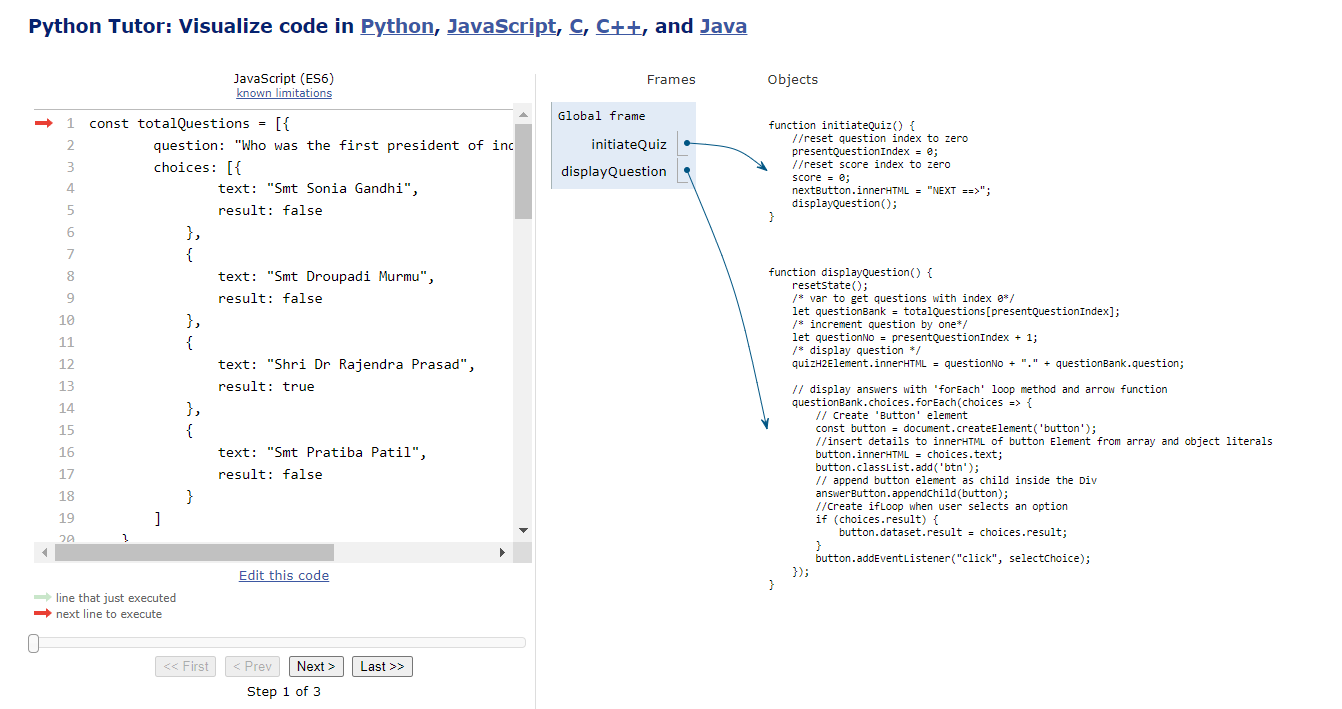 Python Tutor: Visualize code in Python, JavaScript, C, C++, and Java
JavaScript (ES6)
known limitations
1 const totalQuestions = [{
2 question: "Who was the first president of inc
3 choices: [{
4 text: "Smt Sonia Gandhi",
5 result: false
6 },
7 {
8 text: "Smt Droupadi Murmu",
9 result: false
10 },
11 {
12 text: "Shri Dr Rajendra Prasad",
13 result: true
14 },
15 {
16 text: "Smt Pratiba Patil",
17 result: false
18 }
19 ]
20 }
Edit this code
line that just executed
next line to execute
<< First < Prev Next > Last >>
Step 1 of 3
Frames
Global frame
initiateQuiz
displayQuestion
Objects
function initiateQuiz() {
//reset question index to zero
presentQuestionIndex = 0;
//reset score index to zero
score = 0;
nextButton.innerHTML = "NEXT ==>";
displayQuestion();
}
function displayQuestion() {
resetState();
/* var to get questions with index 0*/
let questionBank = totalQuestions[presentQuestionIndex];
/* increment question by one*/
let questionNo = presentQuestionIndex + 1;
/* display question */
quizH2Element.innerHTML = questionNo + "." + questionBank.question;
// display answers with 'forEach' loop method and arrow function
questionBank.choices.forEach(choices => {
// Create 'Button' element
const button = document.createElement('button');
//insert details to innerHTML of button Element from array and object literals
button.innerHTML = choices.text;
button.classList.add('btn');
// append button element as child inside the Div
answerButton.appendChild(button);
//Create ifLoop when user selects an option
if (choices.result) {
button.dataset.result = choices.result;
}
button.addEventListener("click", selectChoice);
});
}